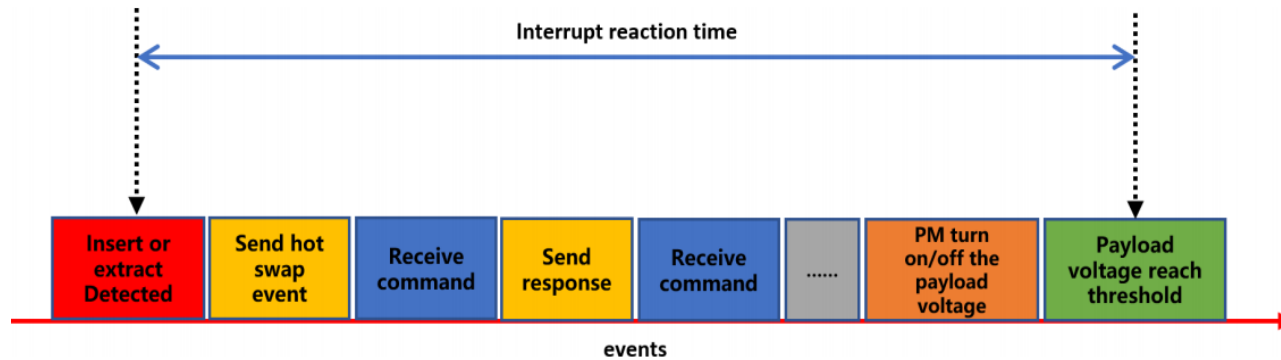 Interrupt reaction time
Insert or
extract
Detected
Send hot
swap
event
Receive
command
Send
response
Receive
command
......
PM turn
on/off the
payload
voltage
Payload
voltage reach
threshold
events